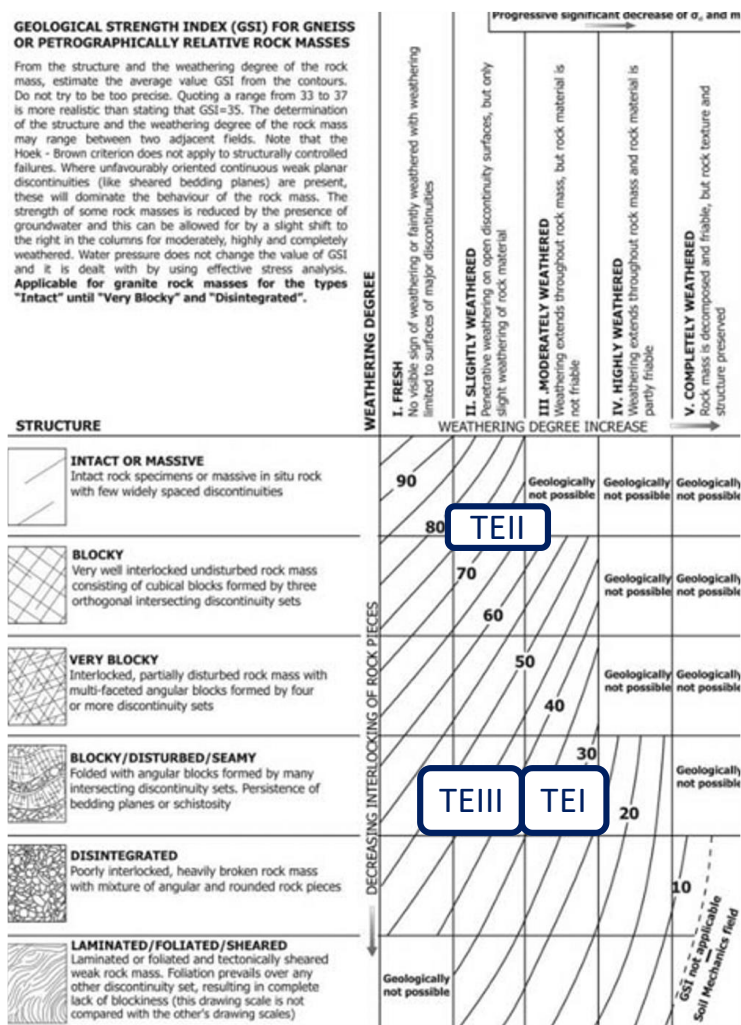 GEOLOGICAL STRENGTH INDEX (GSI) FOR GNEISS
OR PETROGRAPHICALLY RELATIVE ROCK MASSES
From the structure and the weathering degree of the rock
mass, estimate the average value GSI from the contours.
Do not try to be too precise. Quoting a range from 33 to 37
is more realistic than stating that GSI=35. The determination
of the structure and the weathering degree of the rock mass
may range between two adjacent fields. Note that the
Hoek - Brown criterion does not apply to structurally controlled
failures. Where unfavourably oriented continuous weak planar
discontinuities (like sheared bedding planes) are present,
these will dominate the behaviour of the rock mass. The
strength of some rock masses is reduced by the presence of
groundwater and this can be allowed for by a slight shift to
the right in the columns for moderately, highly and completely
weathered. Water pressure does not change the value of GSI
and it is dealt with by using effective stress analysis.
Applicable for granite rock masses for the types
"Intact" until "Very Blocky" and "Disintegrated".
Progressive significant decrease of σ and m
WEATHERING DEGREE
I. FRESH
No visible sign of weathering or faintly weathered with weathering
limited to surfaces of major discontinuities
II. SLIGHTLY WEATHERED
Penetrative weathering on open discontinuity surfaces, but only
slight weathering of rock material
III .MODERATELY WEATHERED
Weathering extends throughout rock mass, but rock material is
not friable
IV. HIGHLY WEATHERED
Weathering extends throughout rock mass and rock material is
partly friable
V. COMPLETELY WEATHERED
Rock mass is decomposed and friable, but rock texture and
structure preserved
STRUCTURE
WEATHERING DEGREE INCREASE
DECREASING INTERLOCKING OF ROCK PIECES
INTACT OR MASSIVE
Intact rock specimens or massive in situ rock
with few widely spaced discontinuities
90
80
TEII
Geologically
not possible
Geologically
not possible
Geologically
not possible
BLOCKY
Very well interlocked undisturbed rock mass
consisting of cubical blocks formed by three
orthogonal intersecting discontinuity sets
70
60
Geologically
not possible
Geologically
not possible
VERY BLOCKY
Interlocked, partially disturbed rock mass with
multi-faceted angular blocks formed by four
or more discontinuity sets
50
40
Geologically
not possible
Geologically
not possible
BLOCKY/DISTURBED/SEAMY
Folded with angular blocks formed by many
intersecting discontinuity sets. Persistence of
bedding planes or schistosity
30
TEIII
TEI
20
Geologically
not possible
DISINTEGRATED
Poorly interlocked, heavily broken rock mass
with mixture of angular and rounded rock pieces
10
LAMINATED/FOLIATED/SHEARED
Laminated or foliated and tectonically sheared
weak rock mass. Foliation prevails over any
other discontinuity set, resulting in complete
lack of blockiness (this drawing scale is not
compared with the other's drawing scales)
Geologically
not possible
GSI not applicable
Soil Mechanics field